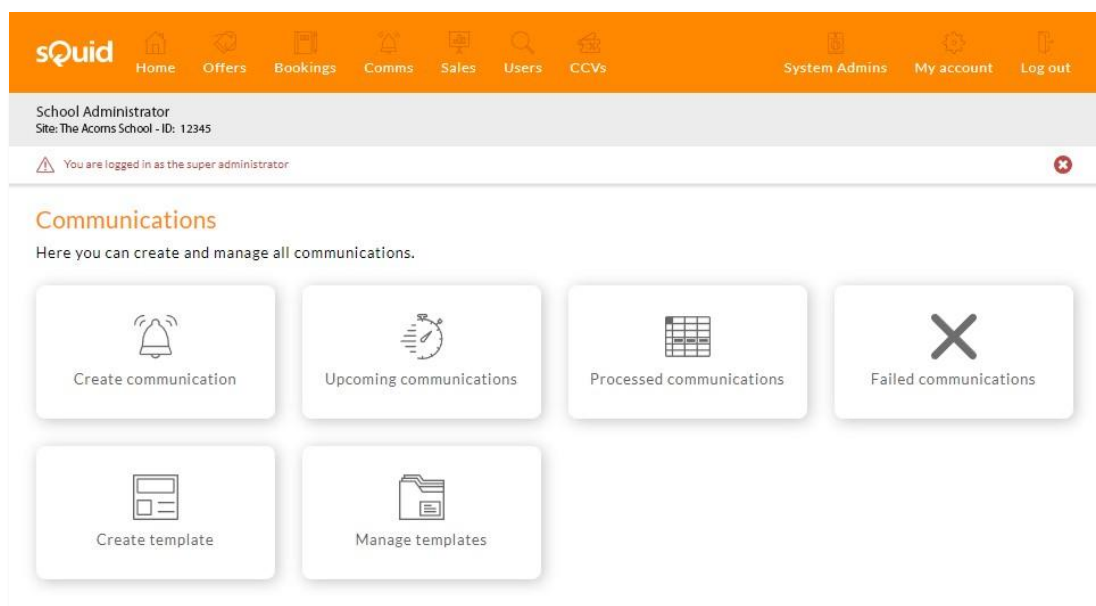 sQuid
Home Offers Bookings Comms Sales Users CCVs System Admins My account Log out
School Administrator
Site: The Acorns School - ID: 12345
You are logged in as the super administrator
Communications
Here you can create and manage all communications.
Create communication Upcoming communications Processed communications Failed communications
Create template Manage templates